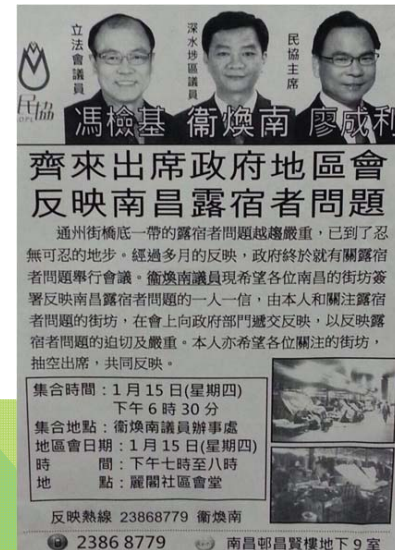 立法會議員
深水埗區議員
民協主席
民協
馮檢基 衞煥南 廖成利
齊來出席政府地區會
反映南昌露宿者問題
通州街橋底一帶的露宿者問題越趨嚴重，已到了忍
無可忍的地步。經過多月的反映，政府終於就有關露宿
者問題舉行會議。衞煥南議員現希望各位南昌的街坊簽
署反映南昌露宿者問題的一人一信，由本人和關注露宿
者問題的街坊，在會上向政府部門遞交反映，以反映露
宿者問題的迫切及嚴重。本人亦希望各位關注的街坊，
抽空出席，共同反映。
集合時間：1月15日(星期四)
下午6時30分
集合地點：衞煥南議員辦事處
地區會日期：1月15日(星期四)
時 間：下午七時至八時
地 點：麗閣社區會堂
反映熱線 23868779 衞煥南
2386 8779 南昌邨昌賢樓地下9室